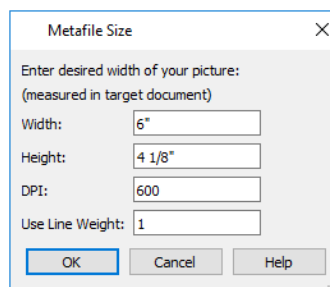 Metafile Size
Enter desired width of your picture:
(measured in target document)
Width: 6"
Height: 4 1/8"
DPI: 600
Use Line Weight: 1
OK Cancel Help